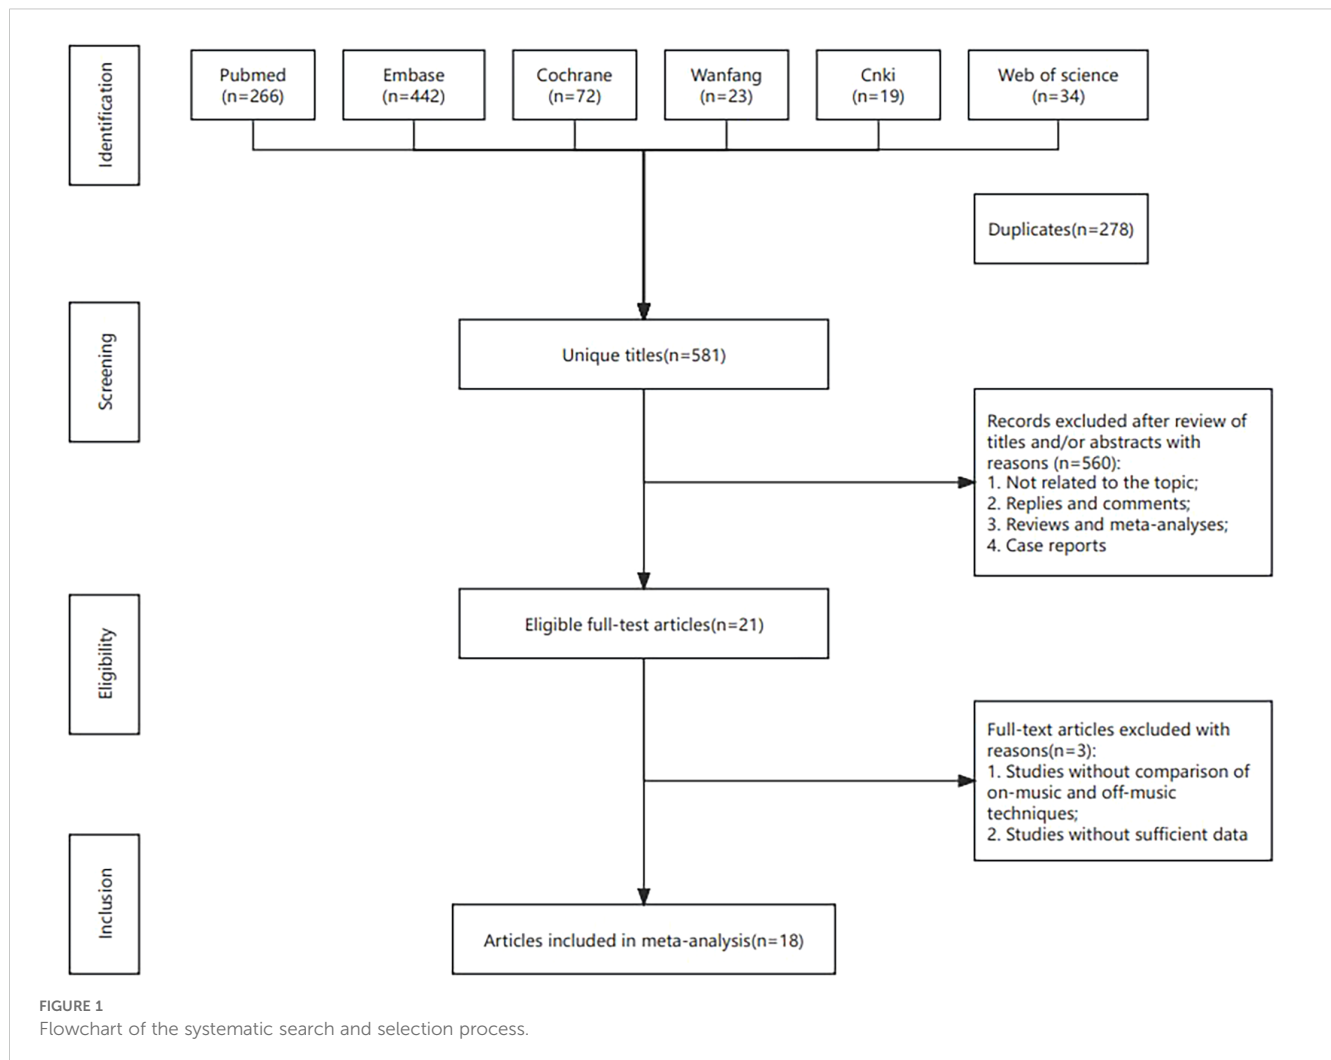 Identification
Pubmed
(n=266)
Embase
(n=442)
Cochrane
(n=72)
Wanfang
(n=23)
Cnki
(n=19)
Web of science
(n=34)
Duplicates(n=278)
Screening
Unique titles(n=581)
Records excluded after review of
titles and/or abstracts with
reasons (n=560):
1. Not related to the topic;
2. Replies and comments;
3. Reviews and meta-analyses;
4. Case reports
Eligibility
Eligible full-test articles(n=21)
Full-text articles excluded with
reasons(n=3):
1. Studies without comparison of
on-music and off-music
techniques;
2. Studies without sufficient data
Inclusion
Articles included in meta-analysis(n=18)
FIGURE 1
Flowchart of the systematic search and selection process.